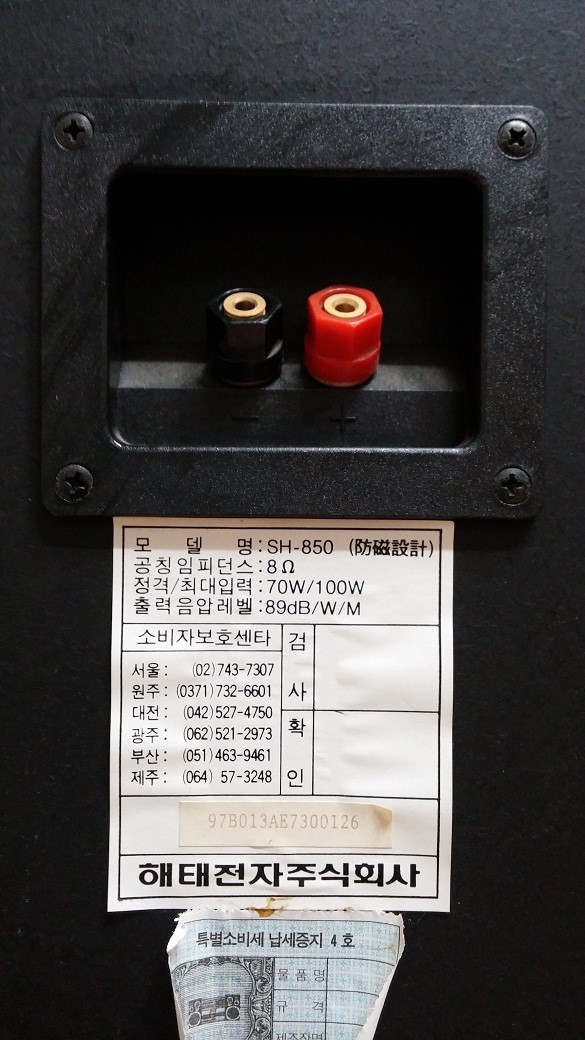 − +
모 델 명 : SH-850 (防磁設計)
공칭임피던스 : 8Ω
정격/최대입력 : 70W/100W
출력음압레벨 : 89dB/W/M
소비자보호센타
서울 : (02)743-7307
원주 : (0371)732-6601
대전 : (042)527-4750
광주 : (062)521-2973
부산 : (051)463-9461
제주 : (064) 57-3248
검
사
확
인
97B013AE7300126
해태전자주식회사
특별소비세 납세증지 4 호
물 품 명
규 격
제조장명